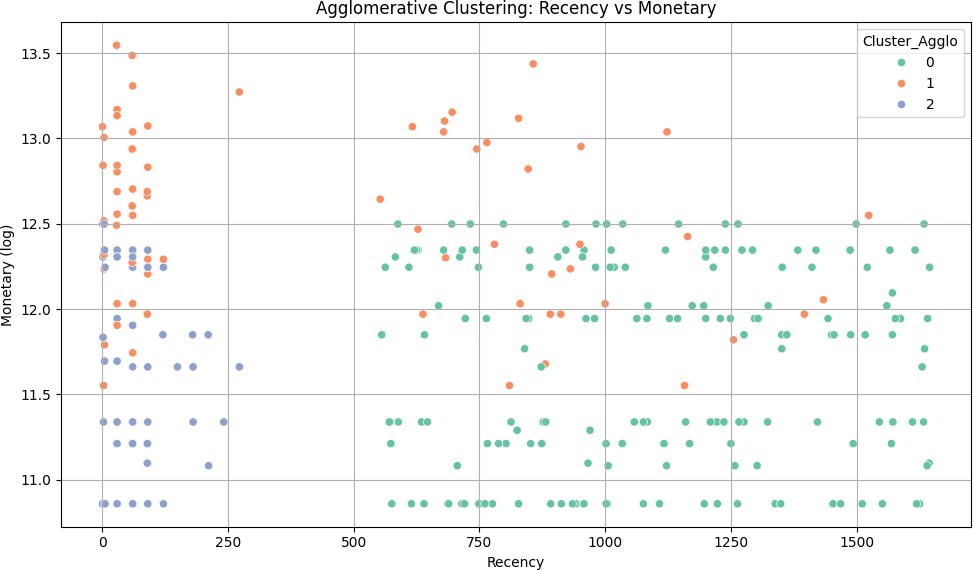 Agglomerative Clustering: Recency vs Monetary
Cluster_Agglo
0
1
2
Monetary (log)
13.5
13.0
12.5
12.0
11.5
11.0
0 250 500 750 1000 1250 1500
Recency